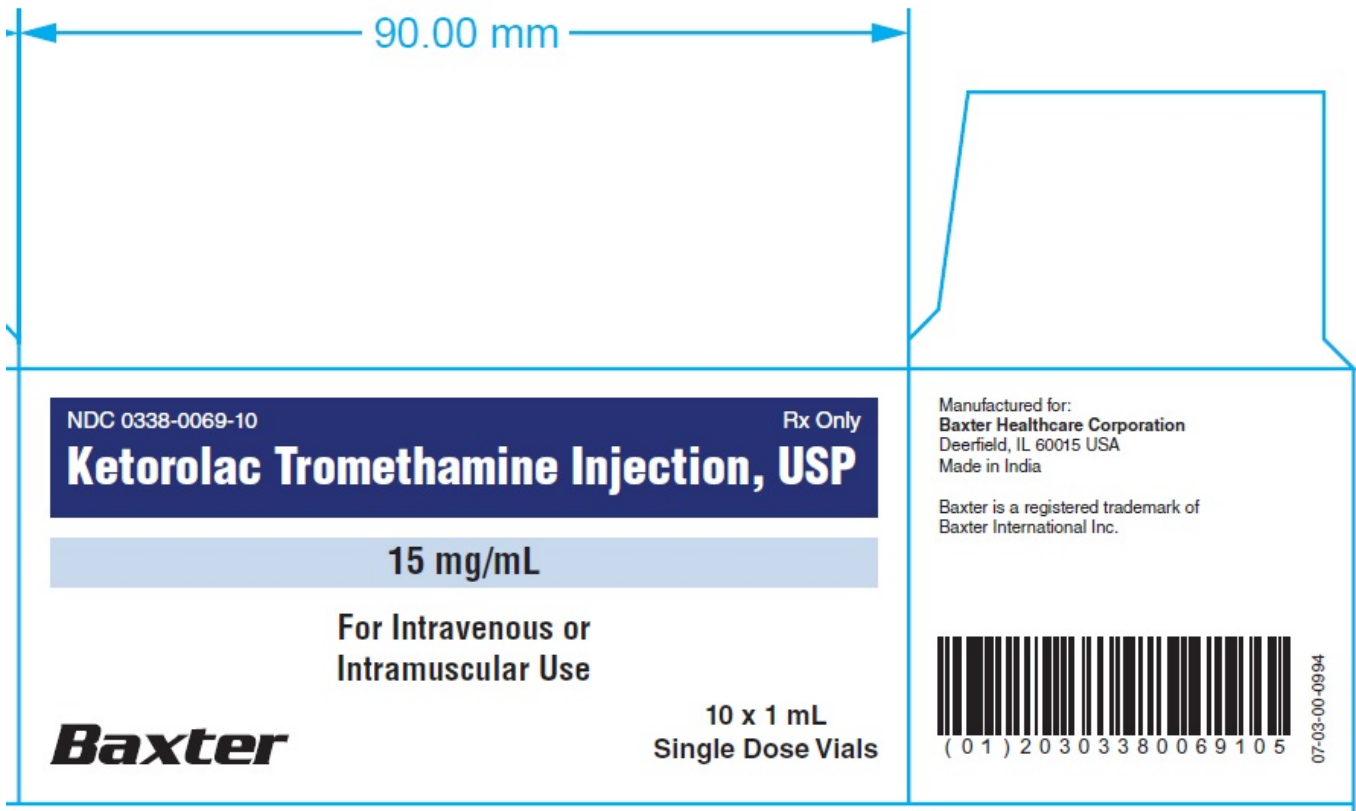 90.00 mm
NDC 0338-0069-10 Rx Only
Ketorolac Tromethamine Injection, USP
15 mg/mL
For Intravenous or
Intramuscular Use
Baxter
10 x 1 mL
Single Dose Vials
Manufactured for:
Baxter Healthcare Corporation
Deerfield, IL 60015 USA
Made in India
Baxter is a registered trademark of
Baxter International Inc.
(01)20303380069105
07-03-00-0994